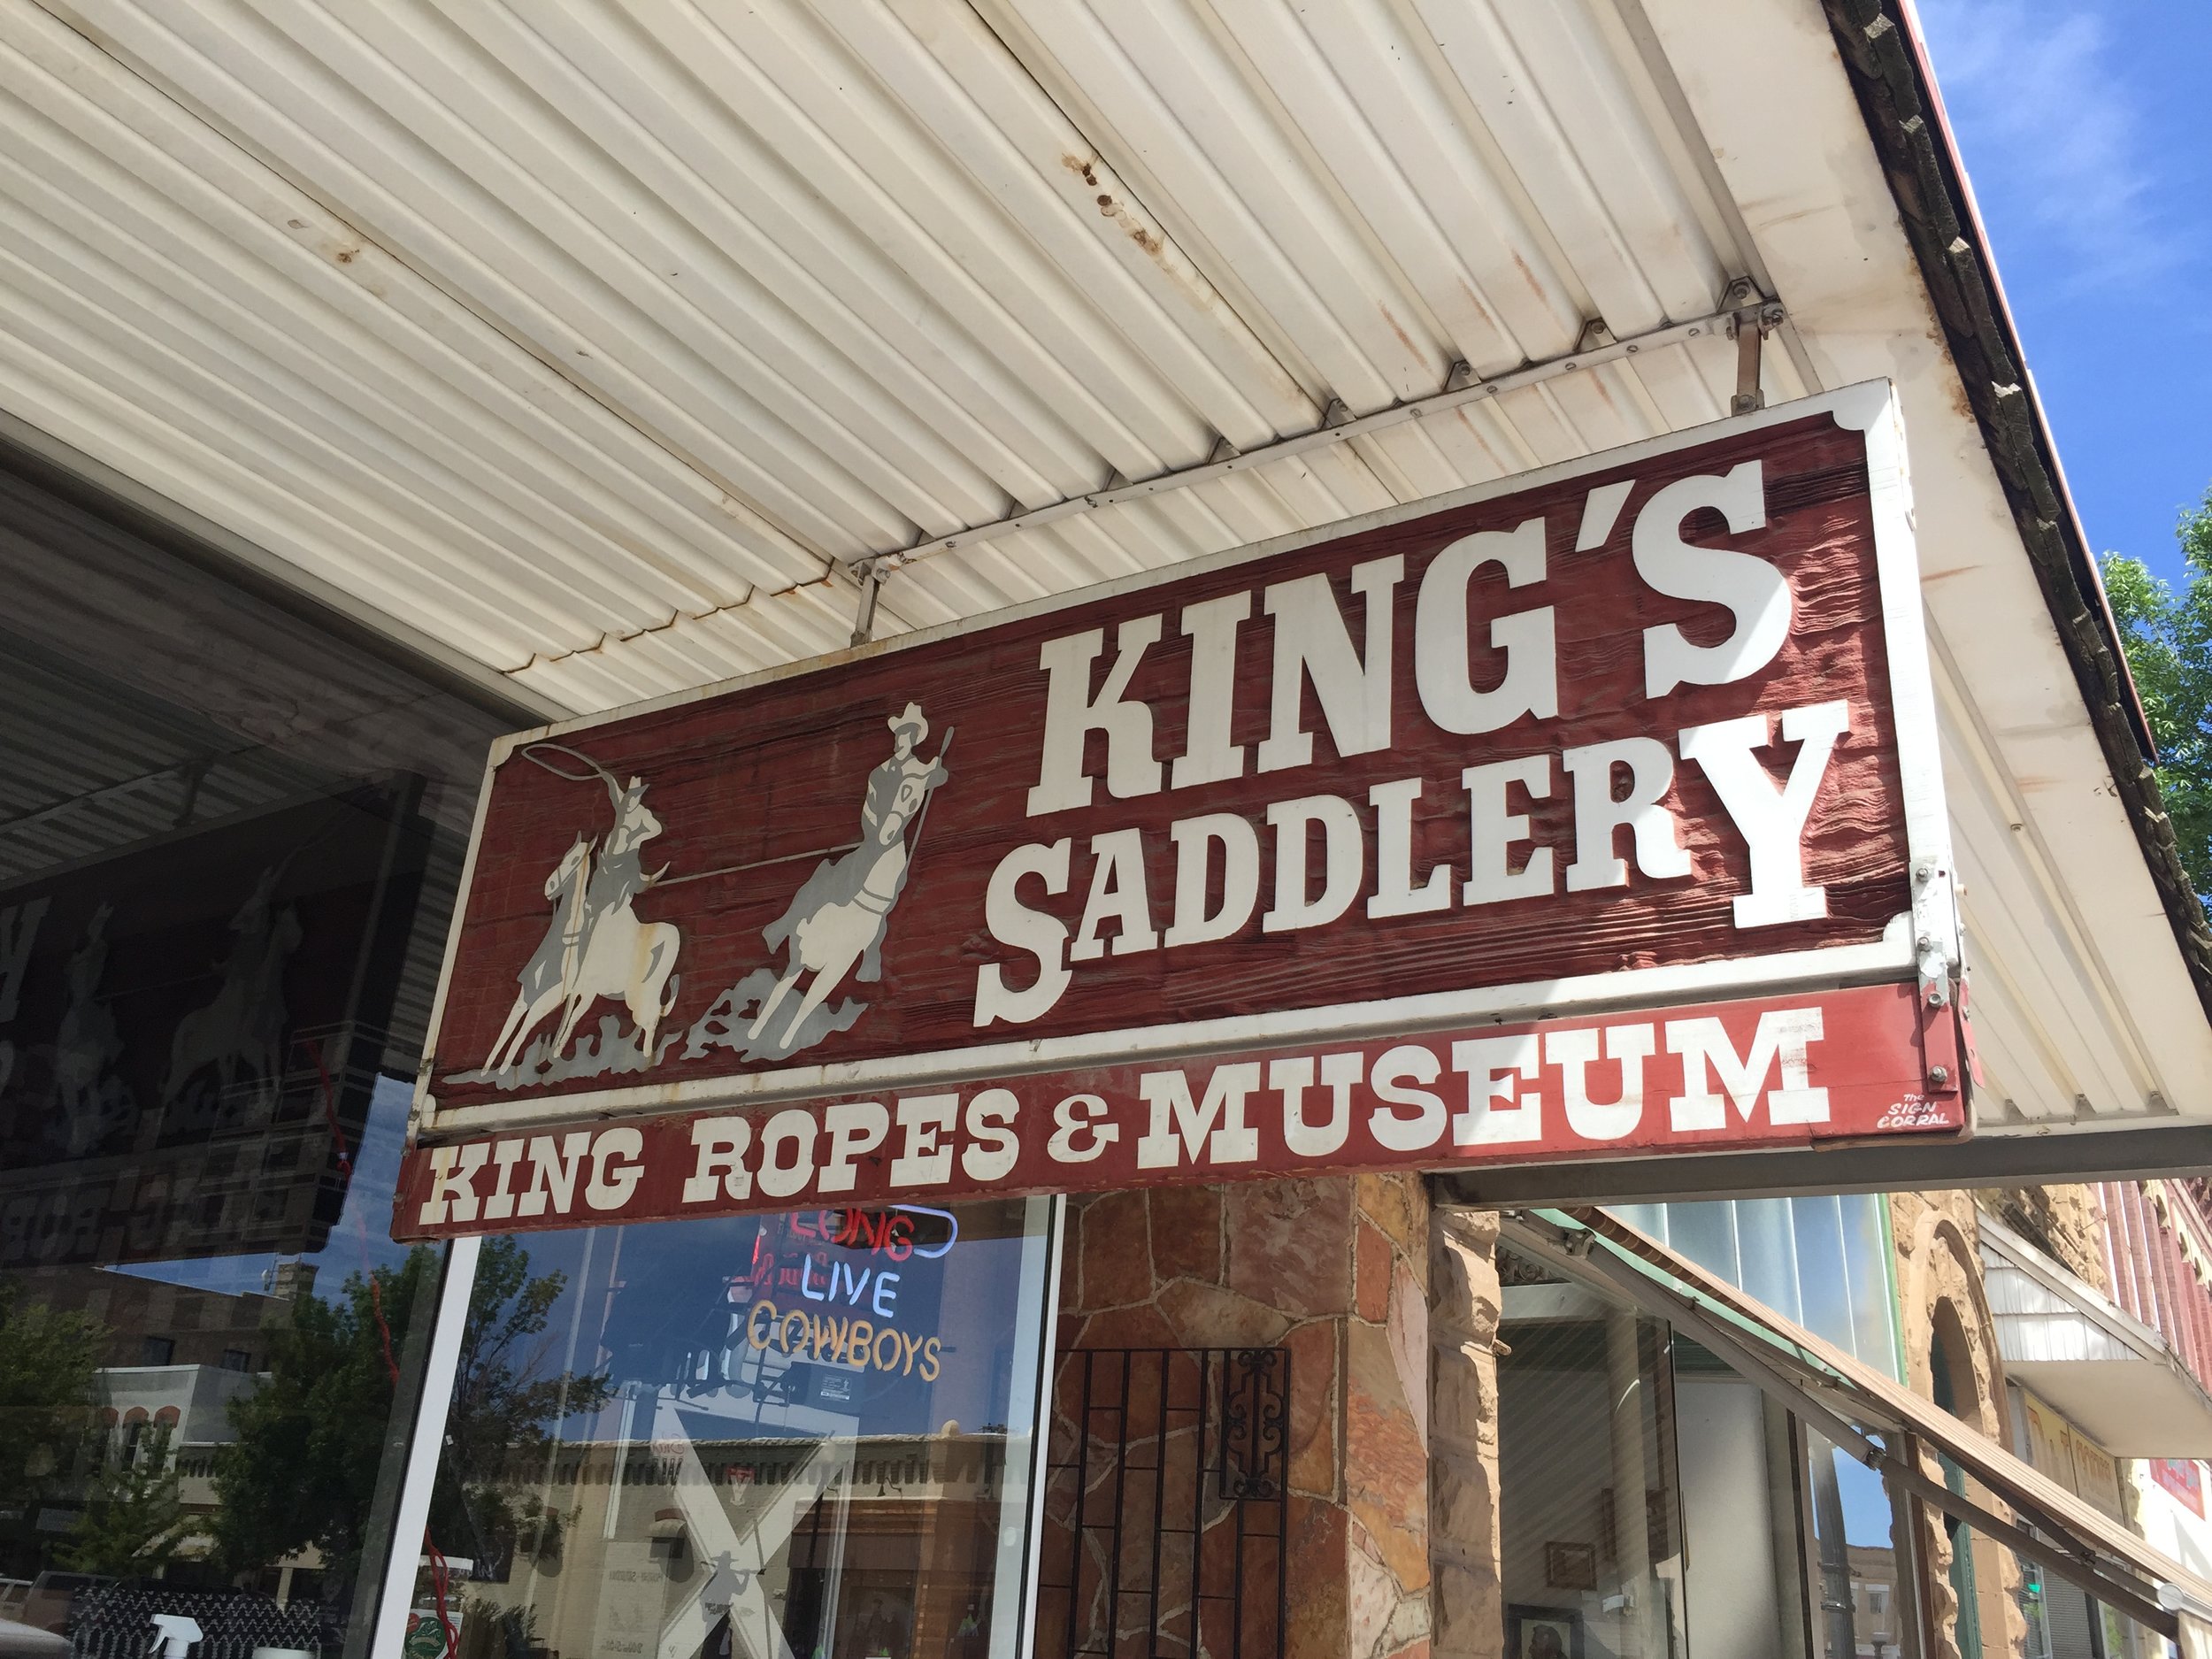 KING'S
SADDLERY
KING ROPES & MUSEUM
The
SIGN
CORRAL
LONG
LIVE
COWBOYS